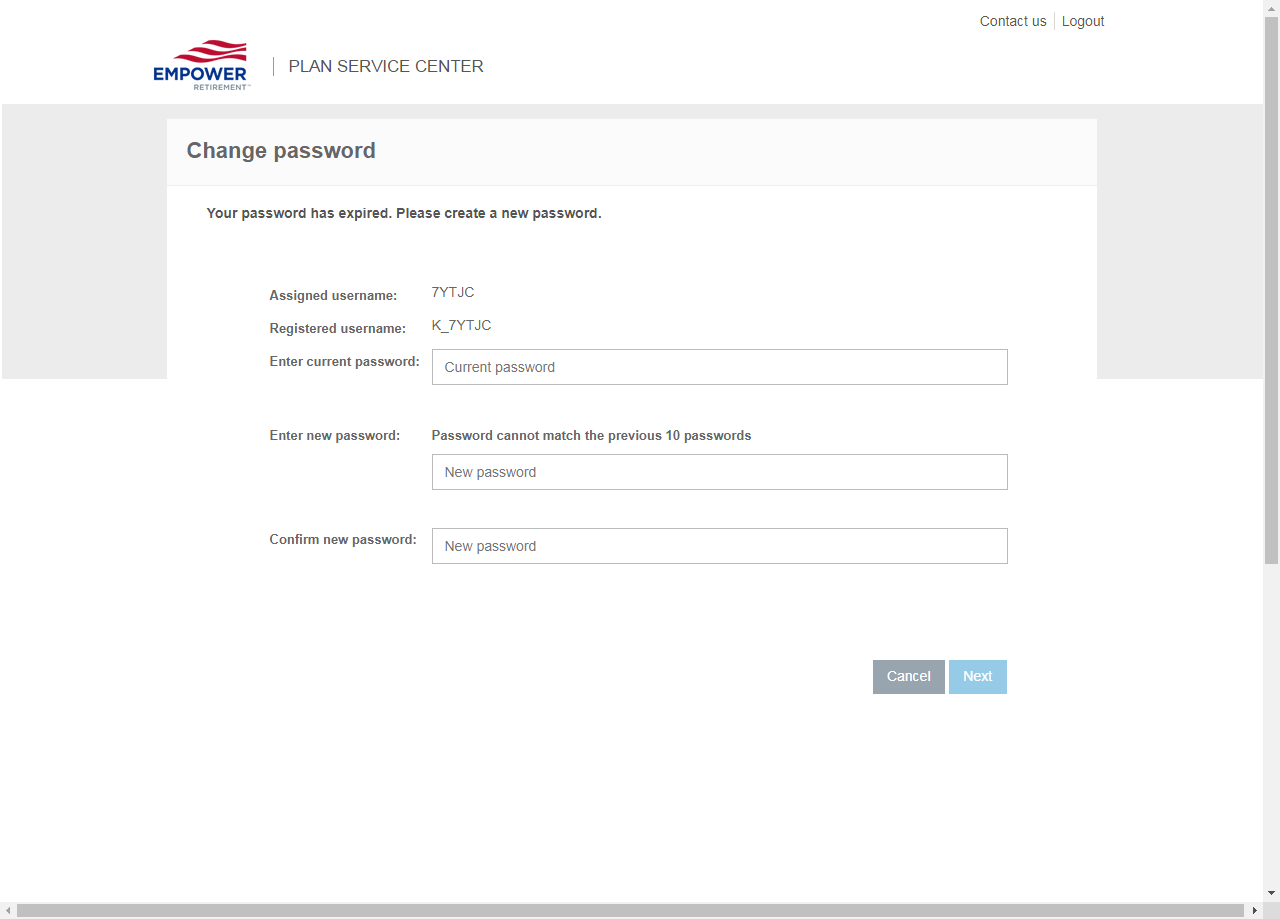 Contact us
Logout
EMPOWER
RETIREMENT™
PLAN SERVICE CENTER
Change password
Your password has expired. Please create a new password.
Assigned username: 7YTJC
Registered username: K_7YTJC
Enter current password: Current password
Enter new password: Password cannot match the previous 10 passwords
New password
Confirm new password: New password
Cancel
Next